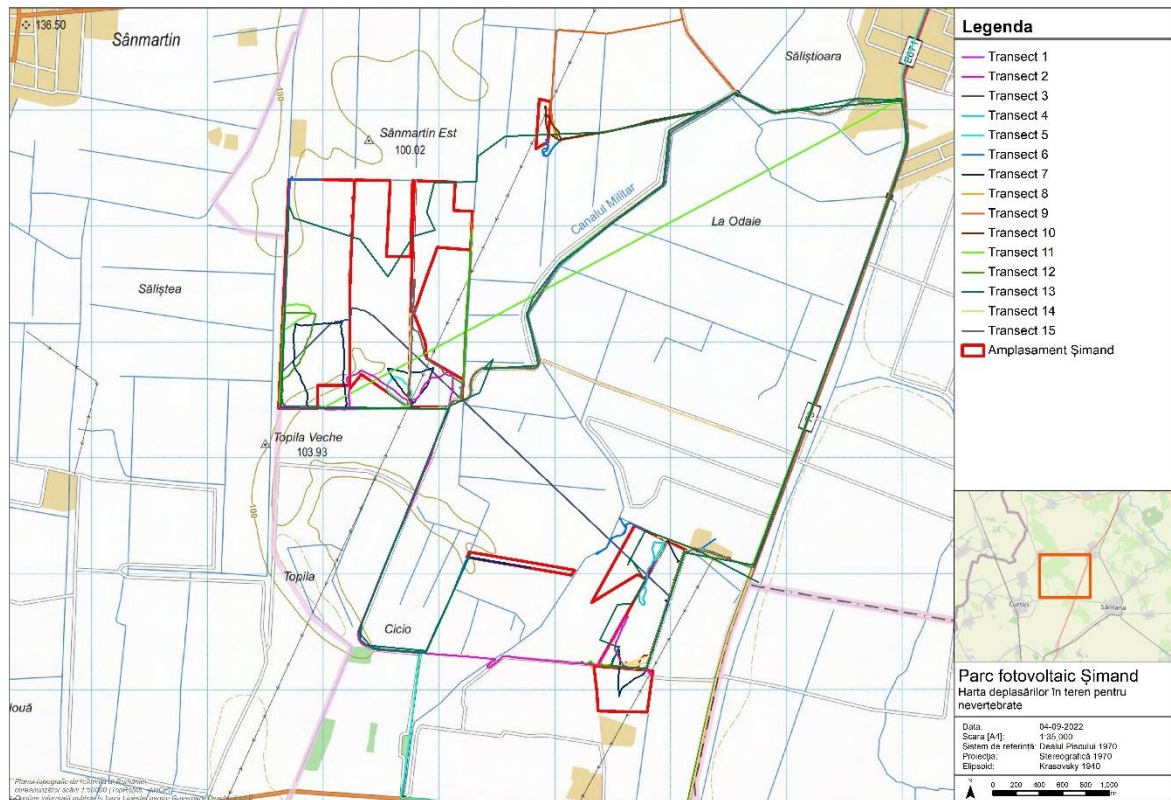 136.50
Sânmartin
Săliștioara
E671
100
Sânmartin Est
100.02
Canalul Militar
La Odaie
Săliștea
Topila Veche
103.93
100
Topila
Cicio
ouă
Legenda
Transect 1
Transect 2
Transect 3
Transect 4
Transect 5
Transect 6
Transect 7
Transect 8
Transect 9
Transect 10
Transect 11
Transect 12
Transect 13
Transect 14
Transect 15
Amplasament Șimand
Curtici
Sântana
Parc fotovoltaic Șimand
Harta deplasărilor în teren pentru
nevertebrate
Data: 04-09-2022
Scara [A4]: 1:35,000
Sistem de referință: Dealul Piscului 1970
Proiecția: Stereografică 1970
Elipsoid: Krasovsky 1940
N
0 200 400 600 800 1,000
m